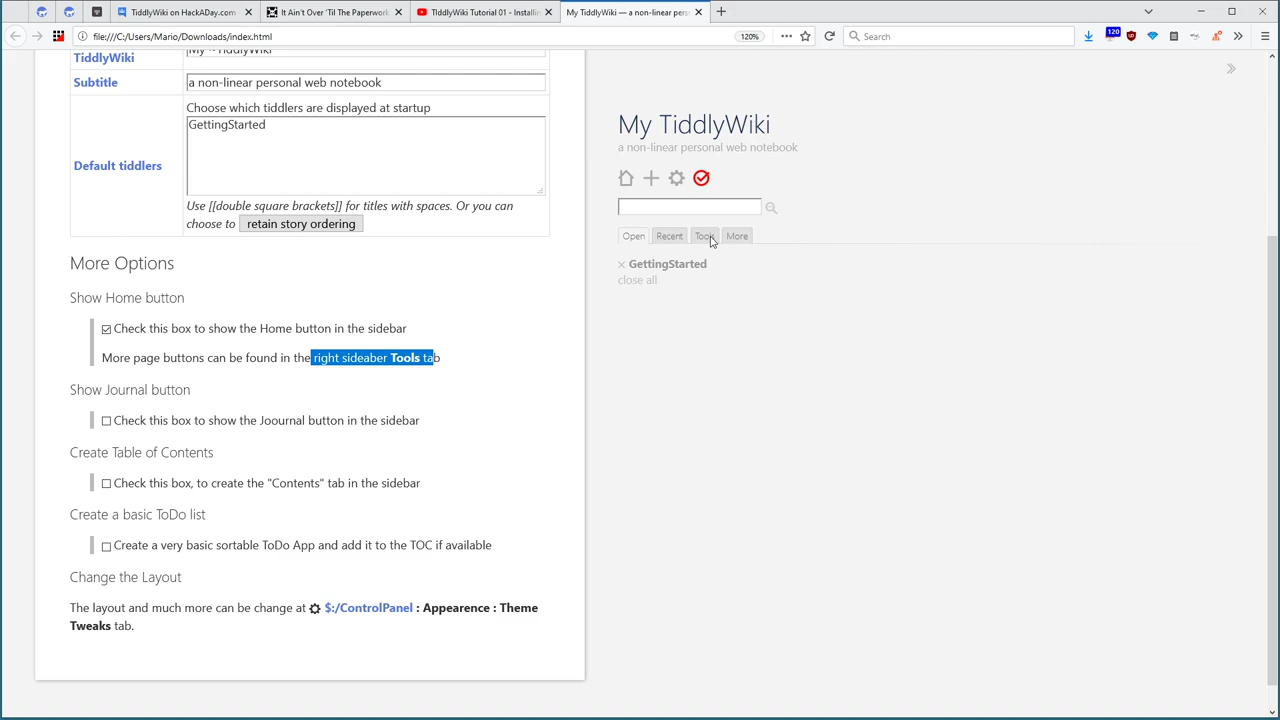 TiddlyWiki on HackADay.com
It Ain't Over 'Til The Paperwork
TlddlyWiki Tutorial 01 - Installin
My TiddlyWiki — a non-linear pers
file:///C:/Users/Mario/Downloads/index.html
120%
Search
120
TiddlyWiki
Subtitle
a non-linear personal web notebook
Choose which tiddlers are displayed at startup
GettingStarted
Default tiddlers
Use [[double square brackets]] for titles with spaces. Or you can
choose to retain story ordering
More Options
Show Home button
Check this box to show the Home button in the sidebar
More page buttons can be found in the right sideaber Tools tab
Show Journal button
Check this box to show the Joournal button in the sidebar
Create Table of Contents
Check this box, to create the "Contents" tab in the sidebar
Create a basic ToDo list
Create a very basic sortable ToDo App and add it to the TOC if available
Change the Layout
The layout and much more can be change at $:/ControlPanel : Appearence : Theme
Tweaks tab.
My TiddlyWiki
a non-linear personal web notebook
Open Recent Tools More
GettingStarted
close all